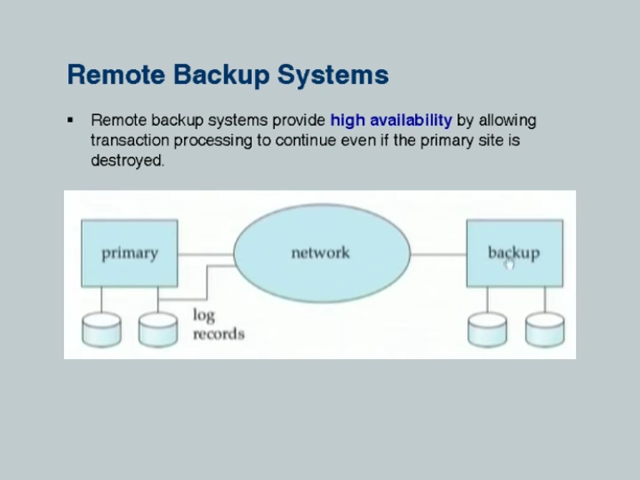 Remote Backup Systems
▪ Remote backup systems provide high availability by allowing
transaction processing to continue even if the primary site is
destroyed.
primary
network
backup
log
records